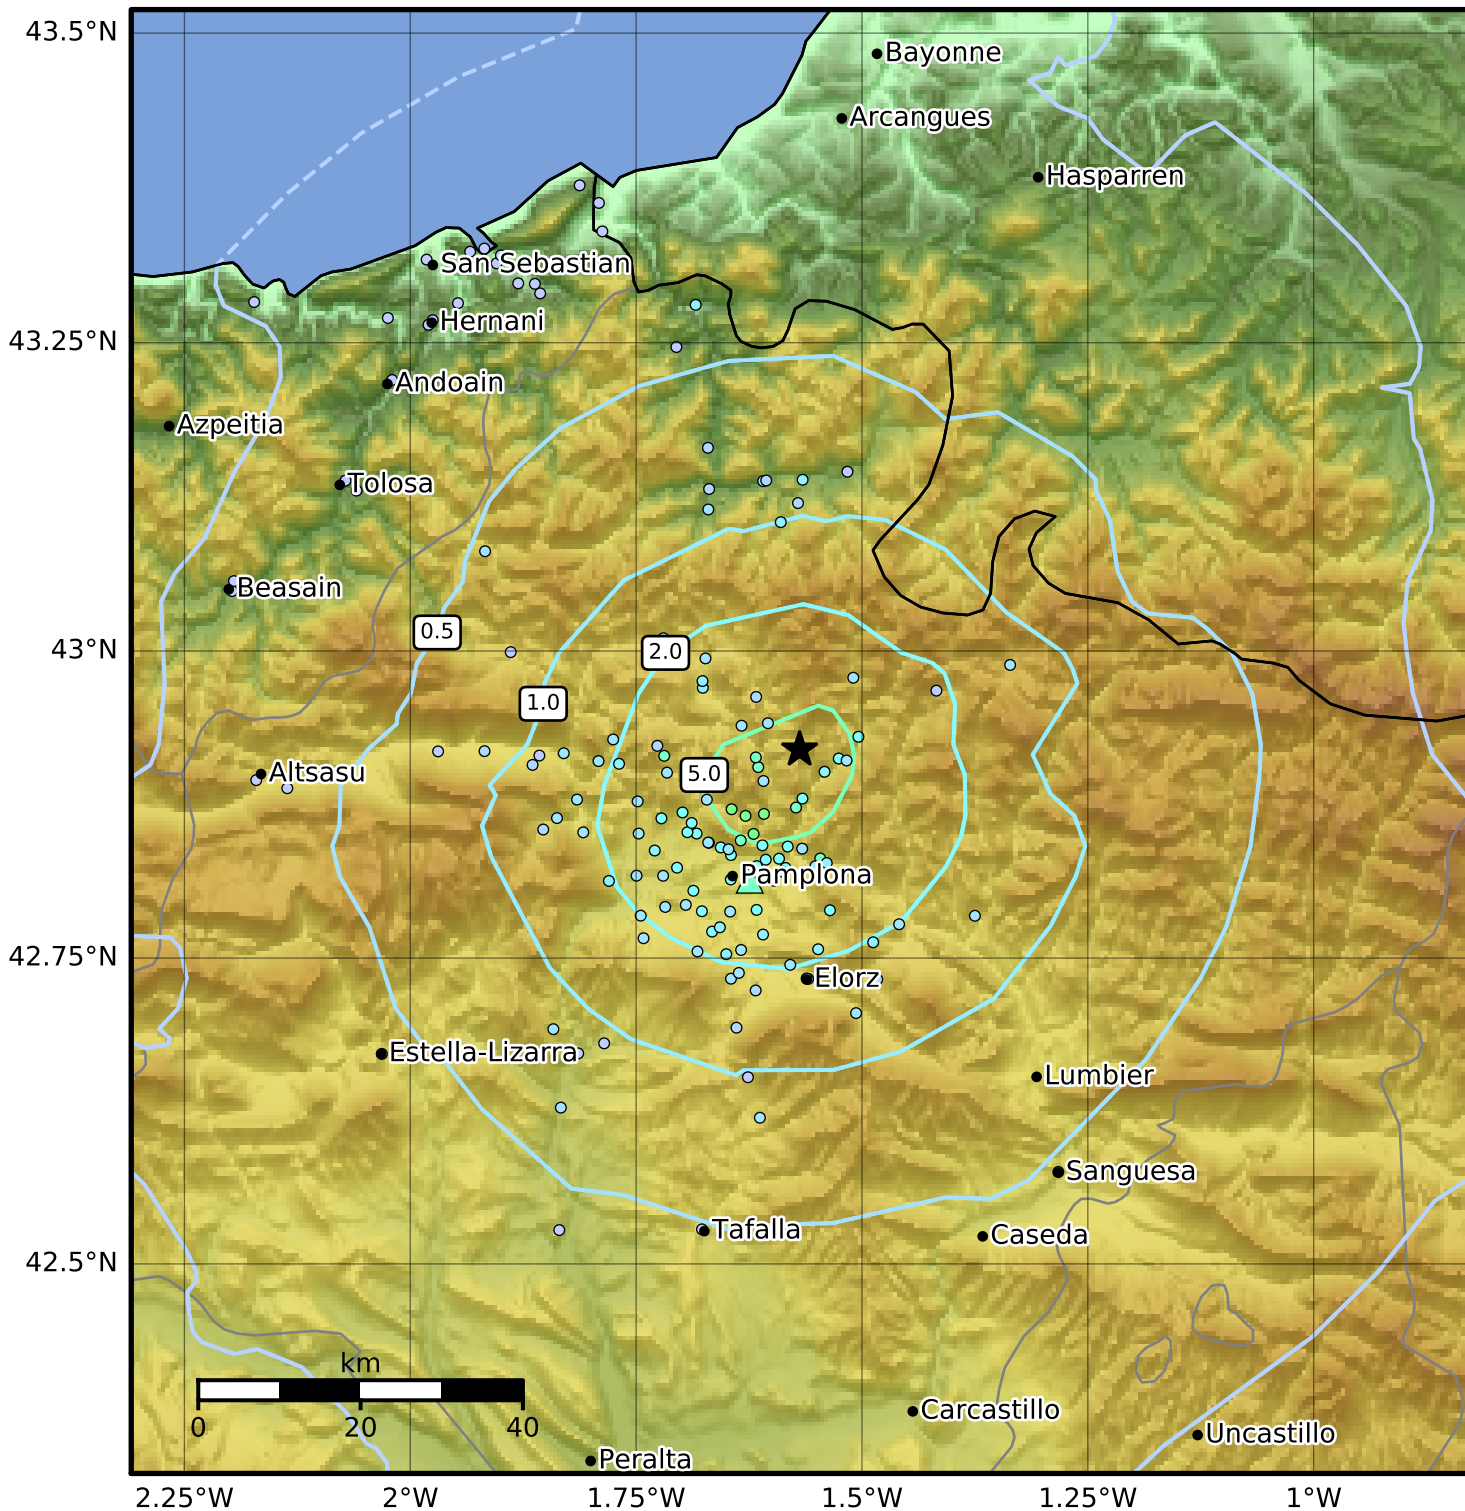 43.5°N
Bayonne
Arcangues
Hasparren
San Sebastian
Hernani
43.25°N
Andoain
Azpeitia
Tolosa
Beasain
0.5
43°N
2.0
1.0
Altsasu
5.0
Pamplona
42.75°N
Elorz
Estella-Lizarra
Lumbier
Sanguesa
Tafalla
Caseda
42.5°N
km
0 20 40
Carcastillo
Uncastillo
Peralta
2.25°W 2°W 1.75°W 1.5°W 1.25°W 1°W